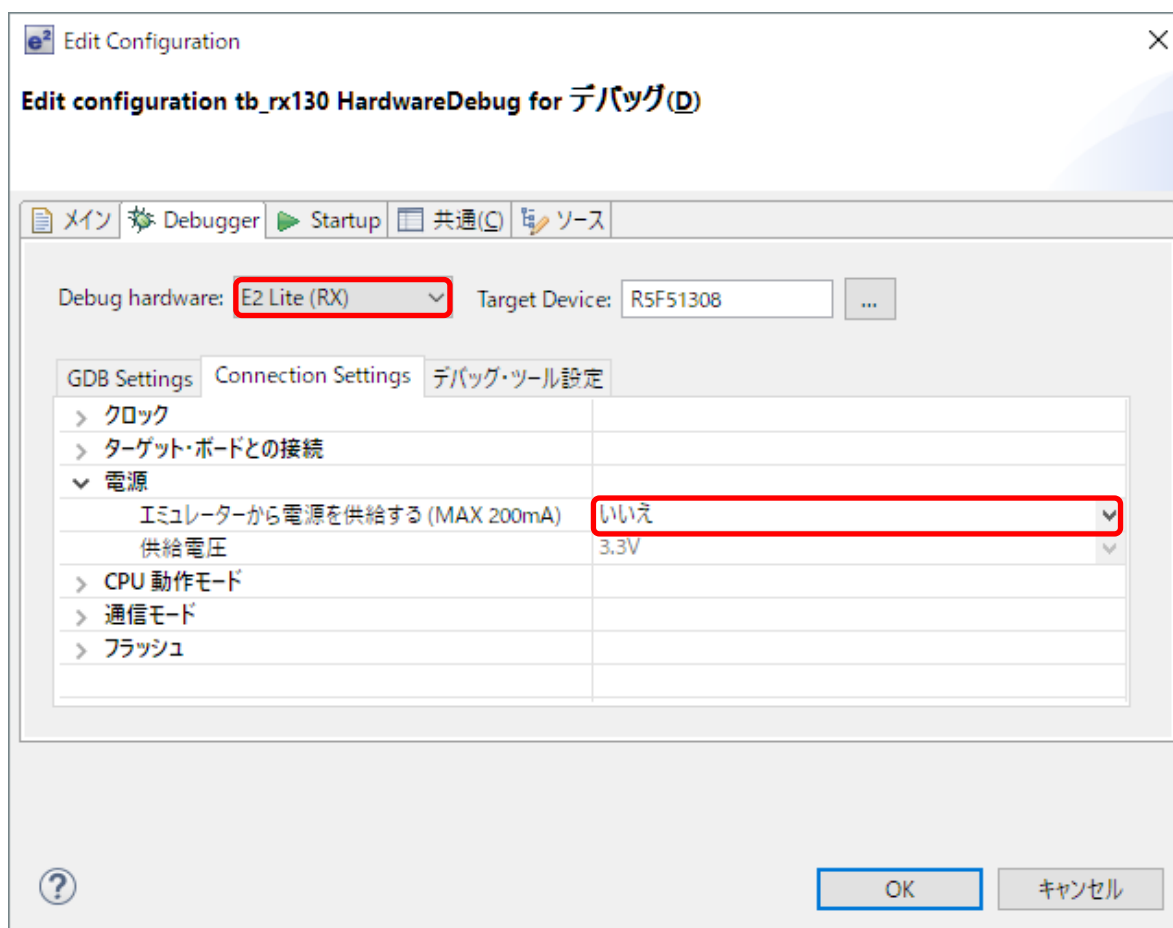 e² Edit Configuration
Edit configuration tb_rx130 HardwareDebug for デバッグ(D)
メイン Debugger Startup 共通(C) ソース
Debug hardware: E2 Lite (RX) Target Device: R5F51308 ...
GDB Settings Connection Settings デバッグ・ツール設定
クロック
ターゲット・ボードとの接続
電源
エミュレーターから電源を供給する (MAX 200mA) いいえ
供給電圧 3.3V
CPU 動作モード
通信モード
フラッシュ
? OK キャンセル